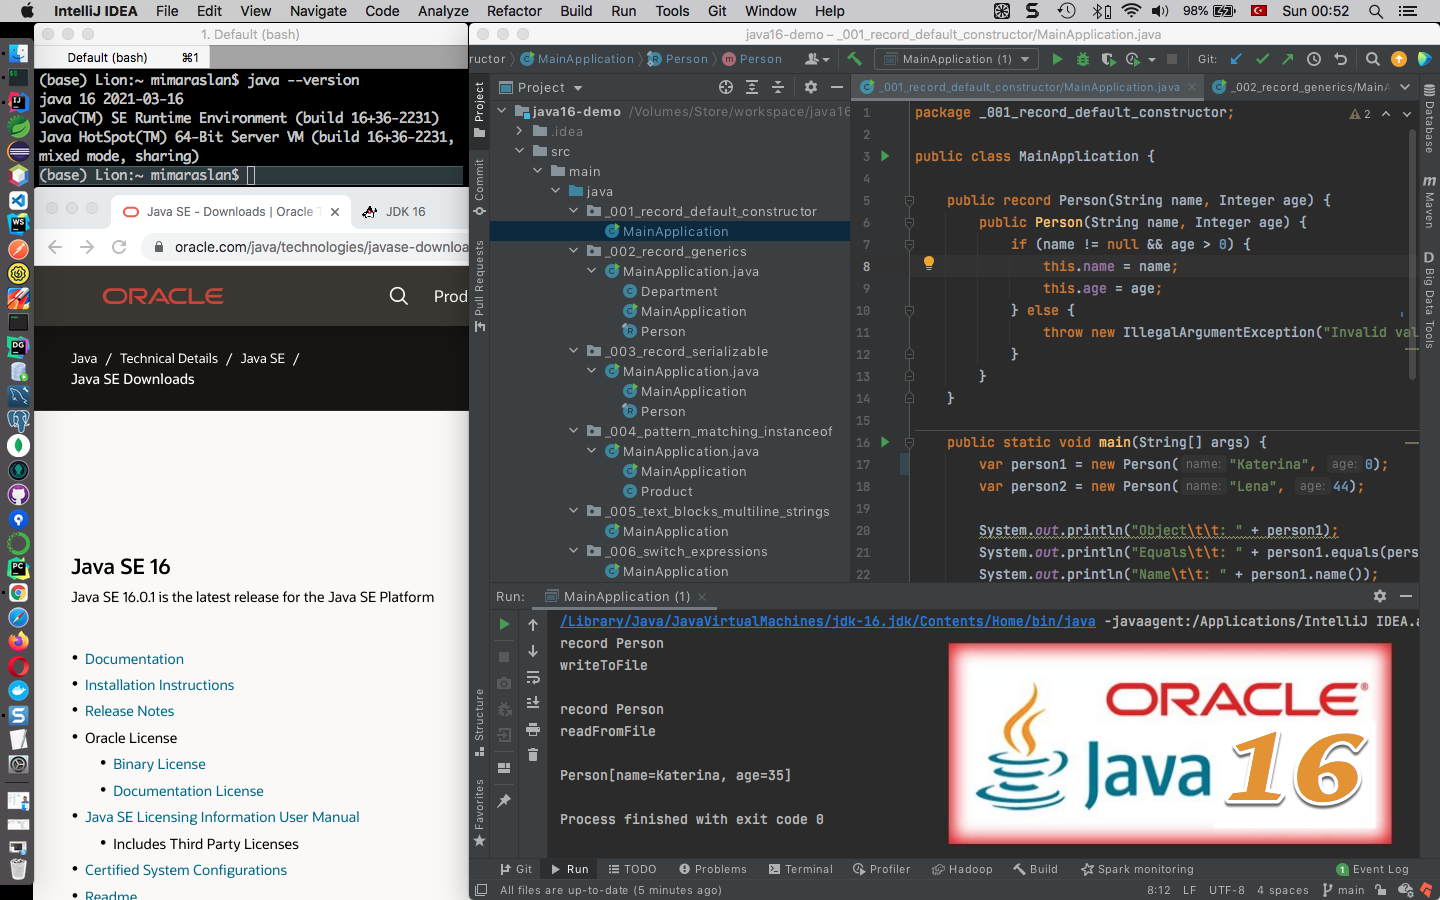 IntelliJ IDEA File Edit View Navigate Code Analyze Refactor Build Run Tools Git Window Help 98% Sun 00:52
1. Default (bash)
Default (bash) ⌘1
(base) Lion:~ mimaraslan$ java --version
java 16 2021-03-16
Java(TM) SE Runtime Environment (build 16+36-2231)
Java HotSpot(TM) 64-Bit Server VM (build 16+36-2231,
mixed mode, sharing)
(base) Lion:~ mimaraslan$
Java SE - Downloads | Oracle T
JDK 16
oracle.com/java/technologies/javase-downloa
ORACLE
Prod
Java / Technical Details / Java SE /
Java SE Downloads
Java SE 16
Java SE 16.0.1 is the latest release for the Java SE Platform
• Documentation
• Installation Instructions
• Release Notes
• Oracle License
• Binary License
• Documentation License
• Java SE Licensing Information User Manual
• Includes Third Party Licenses
• Certified System Configurations
• Readme
java16-demo – _001_record_default_constructor/MainApplication.java
ructor MainApplication Person Person MainApplication (1) Git:
Project
Project
Commit
Pull Requests
Structure
Favorites
java16-demo /Volumes/Store/workspace/java16
.idea
src
main
java
_001_record_default_constructor
MainApplication
_002_record_generics
MainApplication.java
Department
MainApplication
Person
_003_record_serializable
MainApplication.java
MainApplication
Person
_004_pattern_matching_instanceof
MainApplication.java
MainApplication
Product
_005_text_blocks_multiline_strings
MainApplication
_006_switch_expressions
MainApplication
_001_record_default_constructor/MainApplication.java
_002_record_generics/MainA
2
1 package _001_record_default_constructor;
2
3 public class MainApplication {
4
5 public record Person(String name, Integer age) {
6 public Person(String name, Integer age) {
7 if (name != null && age > 0) {
8 this.name = name;
9 this.age = age;
10 } else {
11 throw new IllegalArgumentException("Invalid val
12 }
13 }
14 }
15
16 public static void main(String[] args) {
17 var person1 = new Person( name: "Katerina", age: 0);
18 var person2 = new Person( name: "Lena", age: 44);
19
20 System.out.println("Object\t\t: " + person1);
21 System.out.println("Equals\t\t: " + person1.equals(pers
22 System.out.println("Name\t\t: " + person1.name());
Database
m Maven
D Big Data Tools
Run: MainApplication (1)
/Library/Java/JavaVirtualMachines/jdk-16.jdk/Contents/Home/bin/java -javaagent:/Applications/IntelliJ IDEA.a
record Person
writeToFile
record Person
readFromFile
Person[name=Katerina, age=35]
Process finished with exit code 0
ORACLE®
Java 16
Git Run TODO Problems Terminal Profiler Hadoop Build Spark monitoring 1 Event Log
All files are up-to-date (5 minutes ago) 8:12 LF UTF-8 4 spaces main